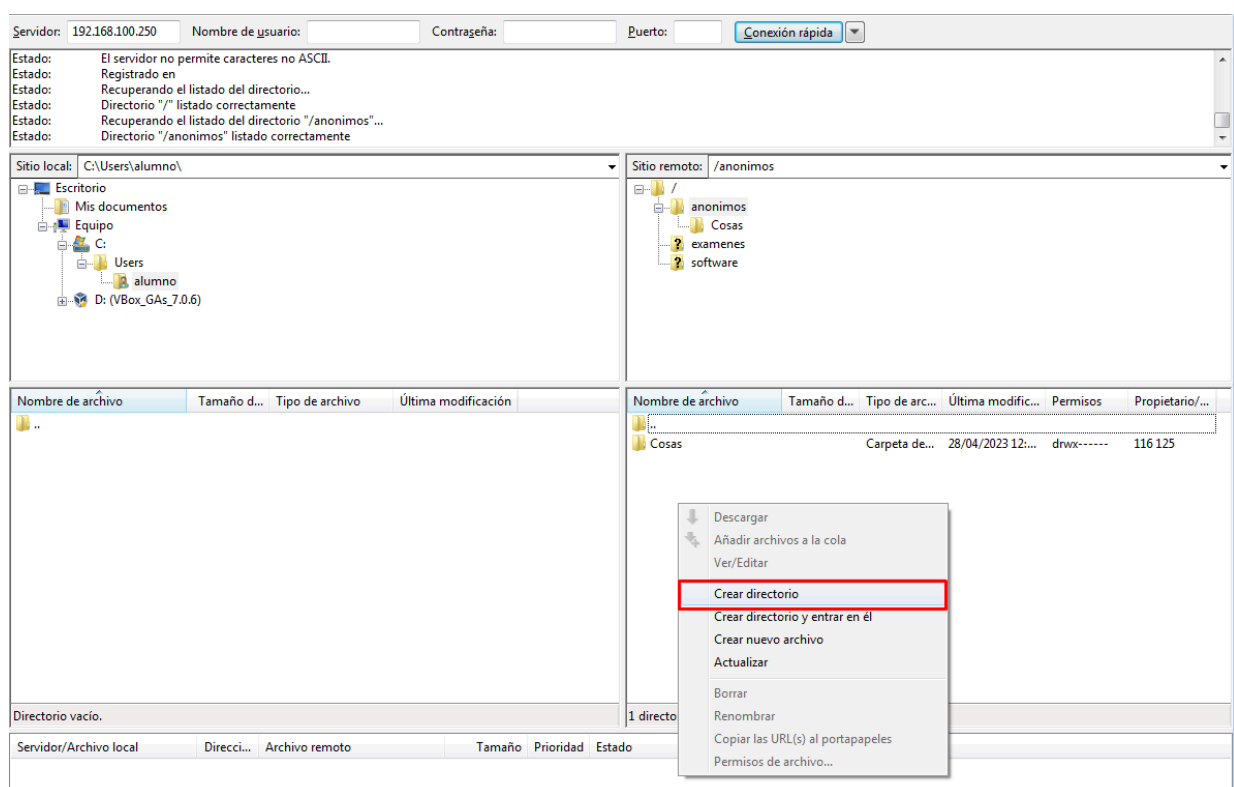 Servidor: 192.168.100.250 Nombre de usuario: Contraseña: Puerto: Conexión rápida
Estado: El servidor no permite caracteres no ASCII.
Estado: Registrado en
Estado: Recuperando el listado del directorio...
Estado: Directorio "/" listado correctamente
Estado: Recuperando el listado del directorio "/anonimos"...
Estado: Directorio "/anonimos" listado correctamente
Sitio local: C:\Users\alumno\
Escritorio
Mis documentos
Equipo
C:
Users
alumno
D: (VBox_GAs_7.0.6)
Sitio remoto: /anonimos
/
anonimos
Cosas
? examenes
? software
Nombre de archivo Tamaño d... Tipo de archivo Última modificación
..
Directorio vacío.
Nombre de archivo Tamaño d... Tipo de arc... Última modific... Permisos Propietario/...
..
Cosas Carpeta de... 28/04/2023 12:... drwx------ 116 125
1 directo
Descargar
Añadir archivos a la cola
Ver/Editar
Crear directorio
Crear directorio y entrar en él
Crear nuevo archivo
Actualizar
Borrar
Renombrar
Copiar las URL(s) al portapapeles
Permisos de archivo...
Servidor/Archivo local Direcci... Archivo remoto Tamaño Prioridad Estado